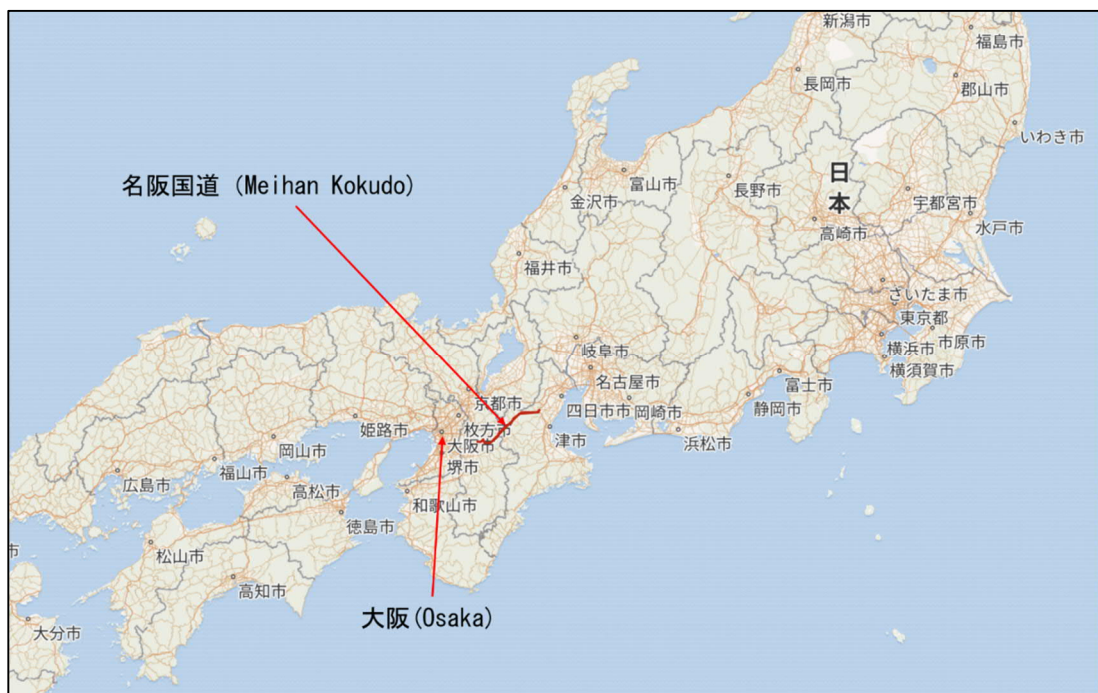 新潟市
福島市
長岡市
郡山市
いわき市
日本
名阪国道 (Meihan Kokudo)
富山市
長野市
金沢市
宇都宮市
高崎市
水戸市
福井市
さいたま市
東京都
岐阜市
横浜市
市原市
名古屋市
富士市
横須賀市
京都市
四日市市
岡崎市
静岡市
姫路市
枚方市
津市
浜松市
大阪市
岡山市
堺市
福山市
広島市
高松市
和歌山市
徳島市
市
松山市
高知市
大阪(Osaka)
大分市